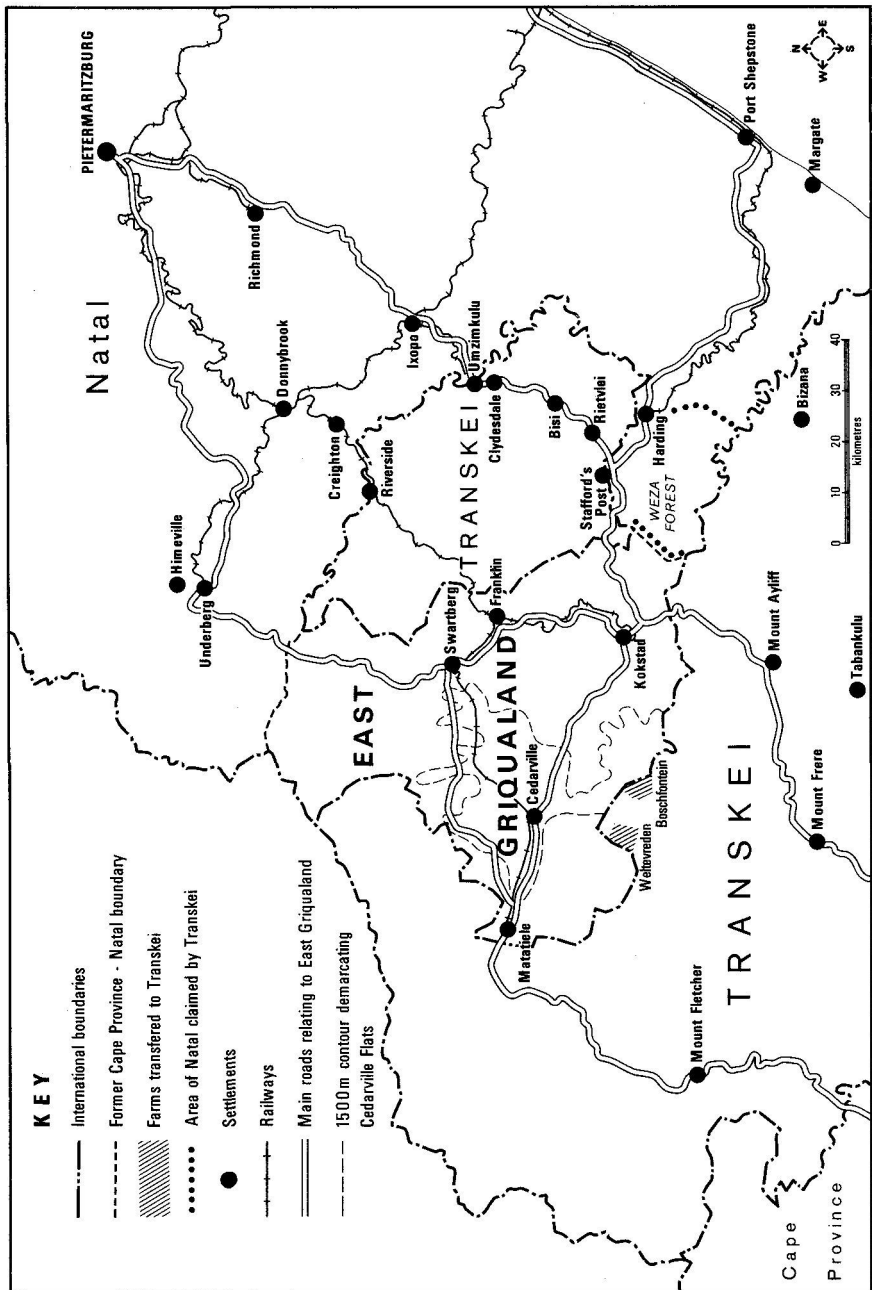 KEY
International boundaries
Former Cape Province - Natal boundary
Farms transfered to Transkei
Area of Natal claimed by Transkei
Settlements
Railways
Main roads relating to East Griqualand
1500m contour demarcating
Cedarville Flats
Natal
PIETERMARITZBURG
Richmond
Himeville
Underberg
Donnybrook
Creighton
Riverside
Ixopo
Umzimkulu
Clydesdale
TRANSKEI
Bisi
Rietvlei
Stafford's
Post
Harding
WEZA
FOREST
Port Shepstone
Margate
Bizana
EAST
GRIQUALAND
Swartberg
Franklin
Cedarville
Kokstad
Matatiele
Weltevreden
Boschfontein
Mount Fletcher
TRANSKEI
Mount Ayliff
Tabankulu
Mount Frere
Cape
Province
N
W
E
S
0 10 20 30 40
kilometres